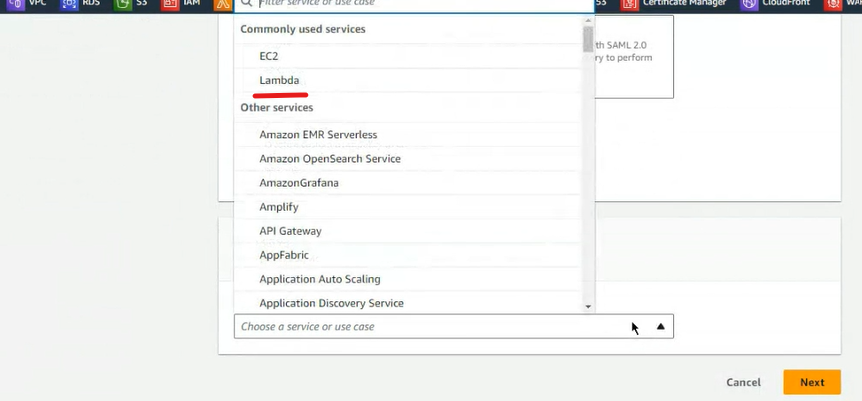 VPC RDS S3 IAM S3 Certificate Manager CloudFront WA
Filter service or use case
Commonly used services
th SAML 2.0
EC2
ry to perform
Lambda
Other services
Amazon EMR Serverless
Amazon OpenSearch Service
AmazonGrafana
Amplify
API Gateway
AppFabric
Application Auto Scaling
Application Discovery Service
Choose a service or use case
Cancel Next